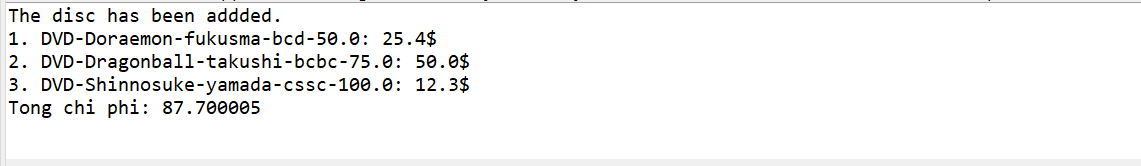 The disc has been addded.
1. DVD-Doraemon-fukusma-bcd-50.0: 25.4$
2. DVD-Dragonball-takushi-bcbc-75.0: 50.0$
3. DVD-Shinnosuke-yamada-cssc-100.0: 12.3$
Tong chi phi: 87.700005